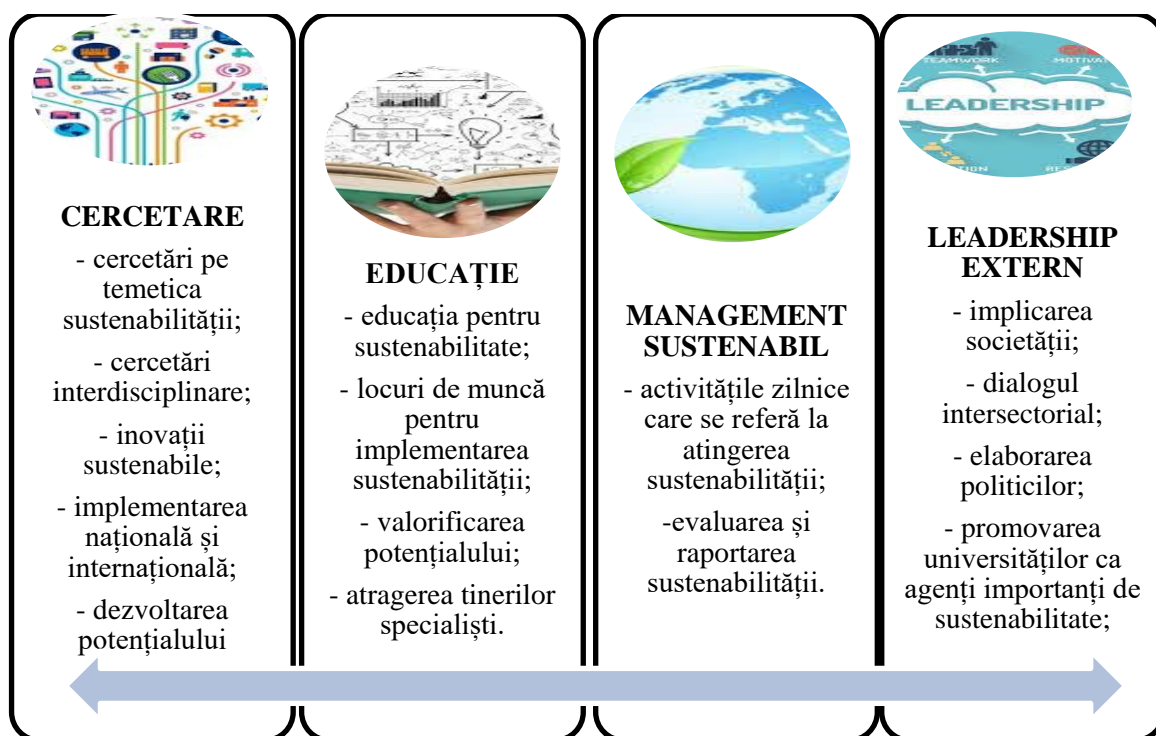 CERCETARE
- cercetări pe
temetica
sustenabilității;
- cercetări
interdisciplinare;
- inovații
sustenabile;
- implementarea
națională și
internațională;
- dezvoltarea
potențialului
EDUCAȚIE
- educația pentru
sustenabilitate;
- locuri de muncă
pentru
implementarea
sustenabilității;
- valorificarea
potențialului;
- atragerea tinerilor
specialiști.
MANAGEMENT
SUSTENABIL
- activitățile zilnice
care se referă la
atingerea
sustenabilității;
-evaluarea și
raportarea
sustenabilității.
LEADERSHIP
LEADERSHIP
EXTERN
- implicarea
societății;
- dialogul
intersectorial;
- elaborarea
politicilor;
- promovarea
universităților ca
agenți importanți de
sustenabilitate;